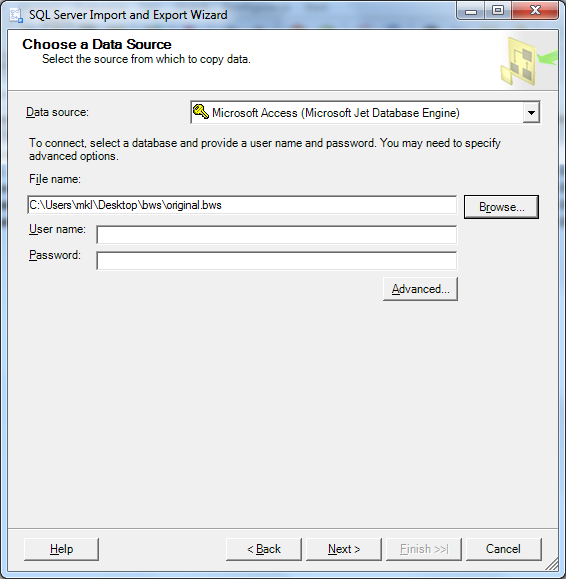 SQL Server Import and Export Wizard
Choose a Data Source
Select the source from which to copy data.
Data source: Microsoft Access (Microsoft Jet Database Engine)
To connect, select a database and provide a user name and password. You may need to specify
advanced options.
File name:
C:\Users\mkl\Desktop\bws\original.bws Browse...
User name:
Password:
Advanced...
Help < Back Next > Finish >>| Cancel